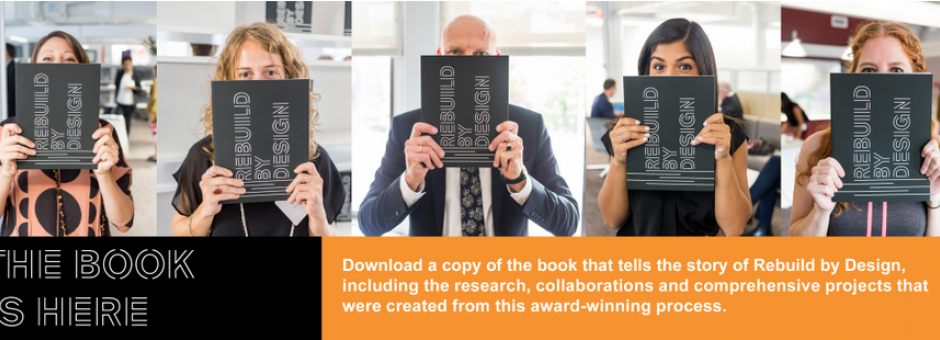 REBUILD
BY
DESIGN
REBUILD
BY
DESIGN
REBUILD
BY
DESIGN
REBUILD
BY
DESIGN
REBUILD
BY
DESIGN
THE BOOK
S HERE
Download a copy of the book that tells the story of Rebuild by Design,
including the research, collaborations and comprehensive projects that
were created from this award-winning process.